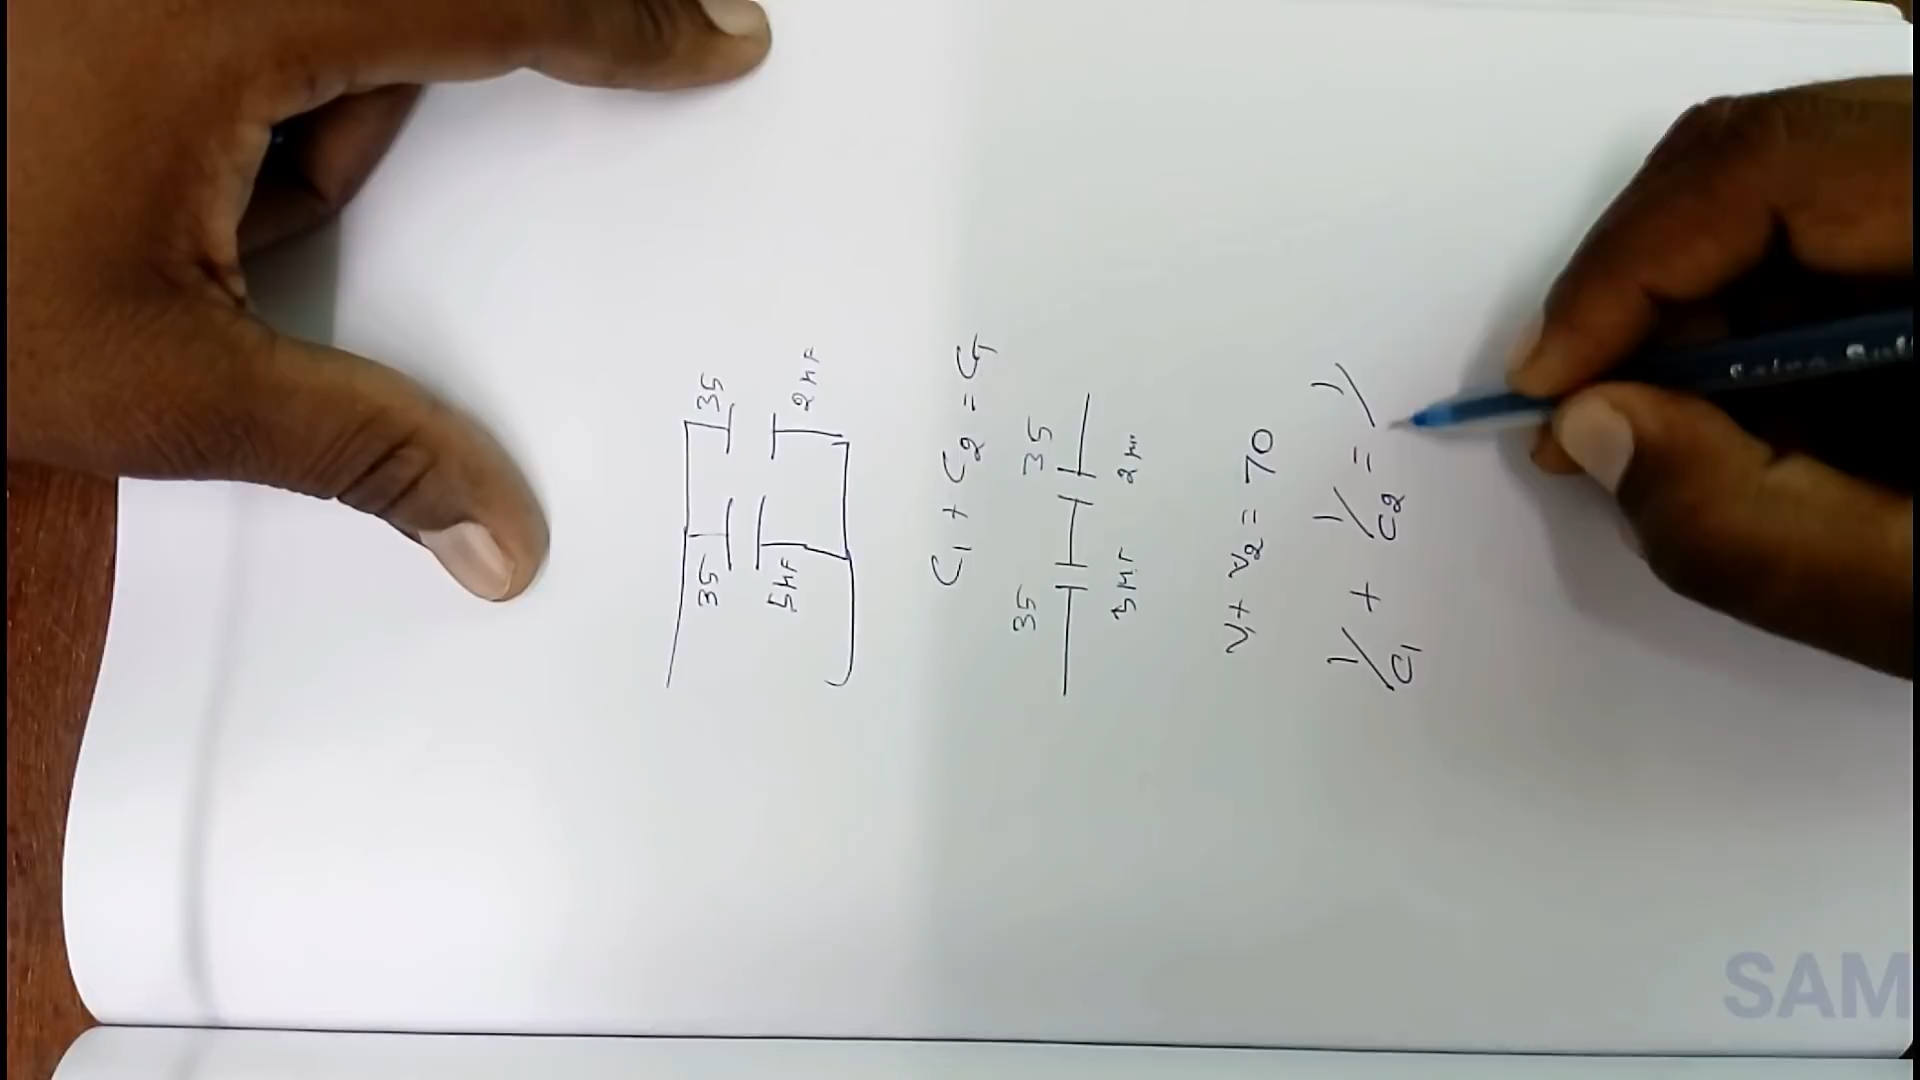 35 35
5µF 2µF
C1 + C2 = CT
35 35
5µF 2µ
V1+ V2 = 70
1/C1 + 1/C2 = 1/
SAM